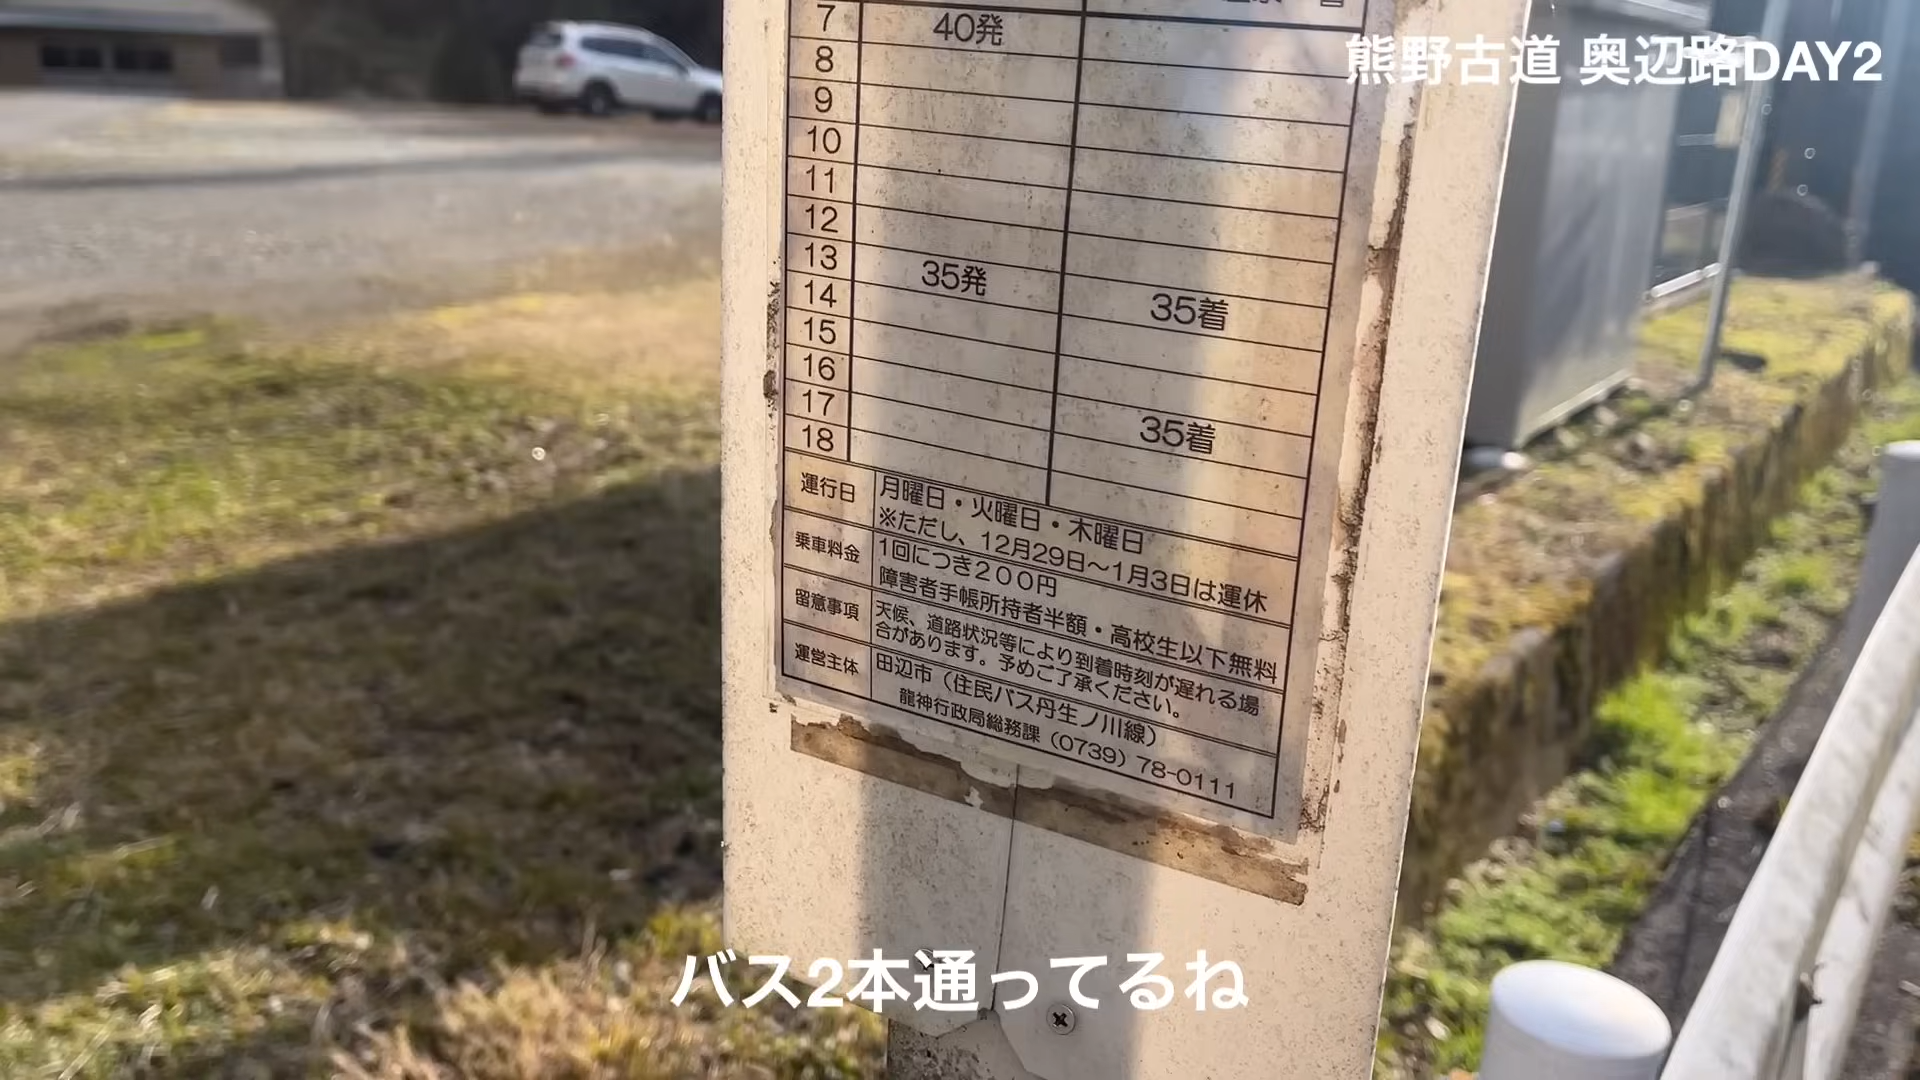 熊野古道 奥辺路DAY2
7 40発
8
9
10
11
12
13 35発
14 35着
15
16
17 35着
18
運行日 月曜日・火曜日・木曜日
※ただし、12月29日～1月3日は運休
乗車料金 1回につき200円
障害者手帳所持者半額・高校生以下無料
留意事項 天候、道路状況等により到着時刻が遅れる場
合があります。予めご了承ください。
運営主体 田辺市（住民バス丹生ノ川線）
龍神行政局総務課（0739）78-0111
バス2本通ってるね